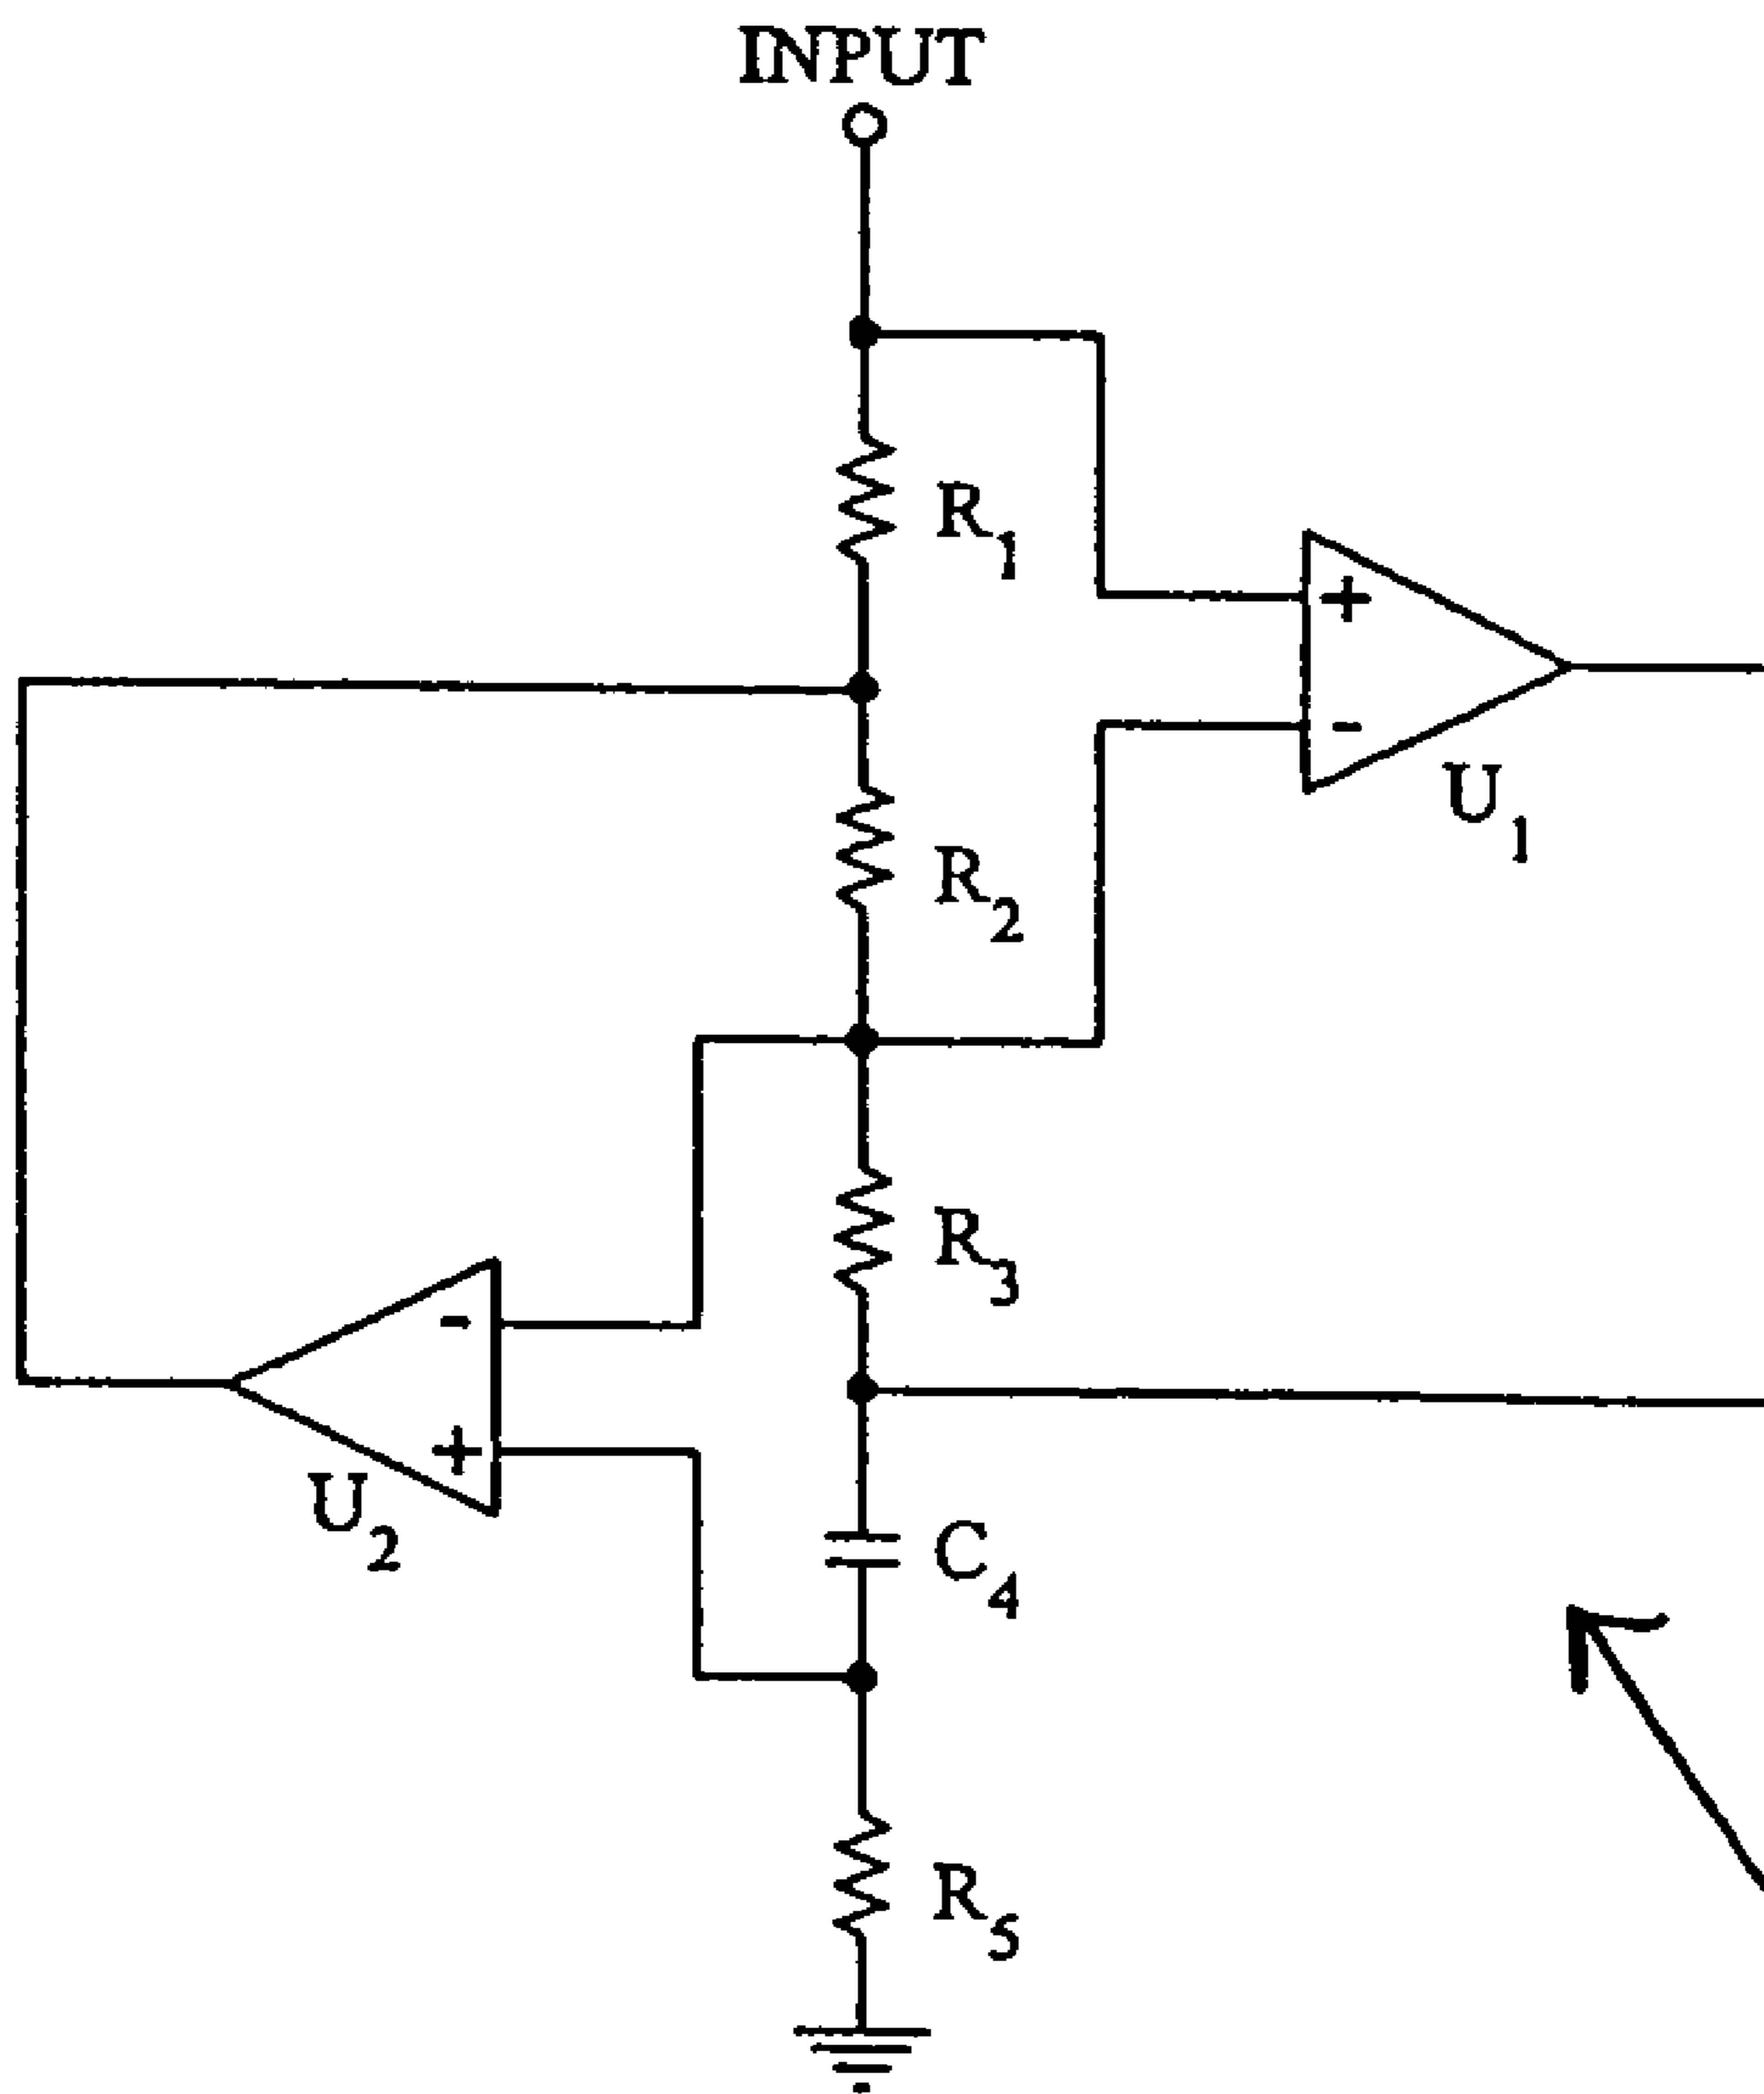 INPUT
R1
+
-
U1
R2
R3
-
+
U2
C4
R5